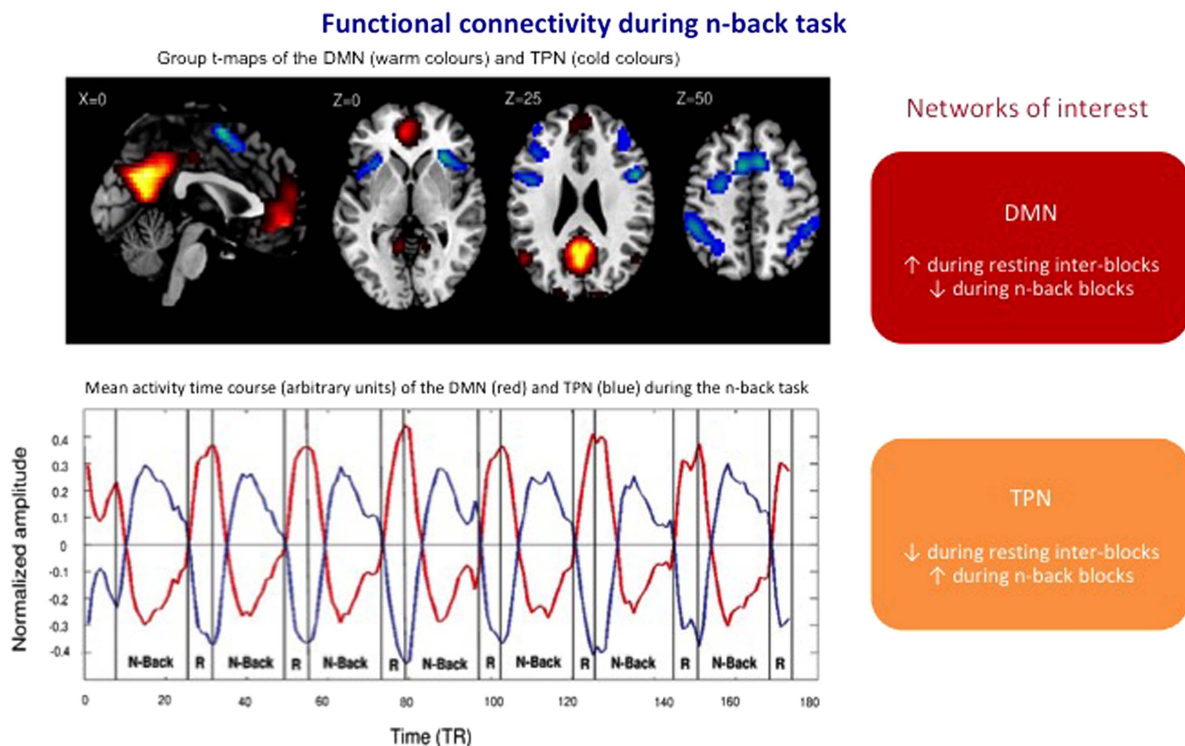 Functional connectivity during n-back task
Group t-maps of the DMN (warm colours) and TPN (cold colours)
X=0
Z=0
Z=25
Z=50
Networks of interest
DMN
↑ during resting inter-blocks
↓ during n-back blocks
Mean activity time course (arbitrary units) of the DMN (red) and TPN (blue) during the n-back task
Normalized amplitude
0.4
0.3
0.2
0.1
0
-0.1
-0.2
-0.3
-0.4
N-Back R N-Back R N-Back R N-Back R N-Back R N-Back R N-Back R
0 20 40 60 80 100 120 140 160 180
Time (TR)
TPN
↓ during resting inter-blocks
↑ during n-back blocks